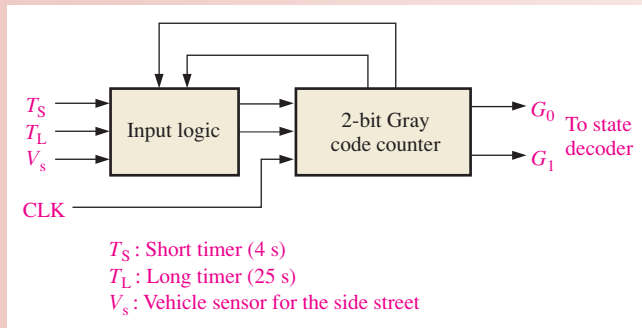 T_S
T_L
V_s
Input logic
2-bit Gray
code counter
G_0
G_1
To state
decoder
CLK
T_S : Short timer (4 s)
T_L : Long timer (25 s)
V_s : Vehicle sensor for the side street